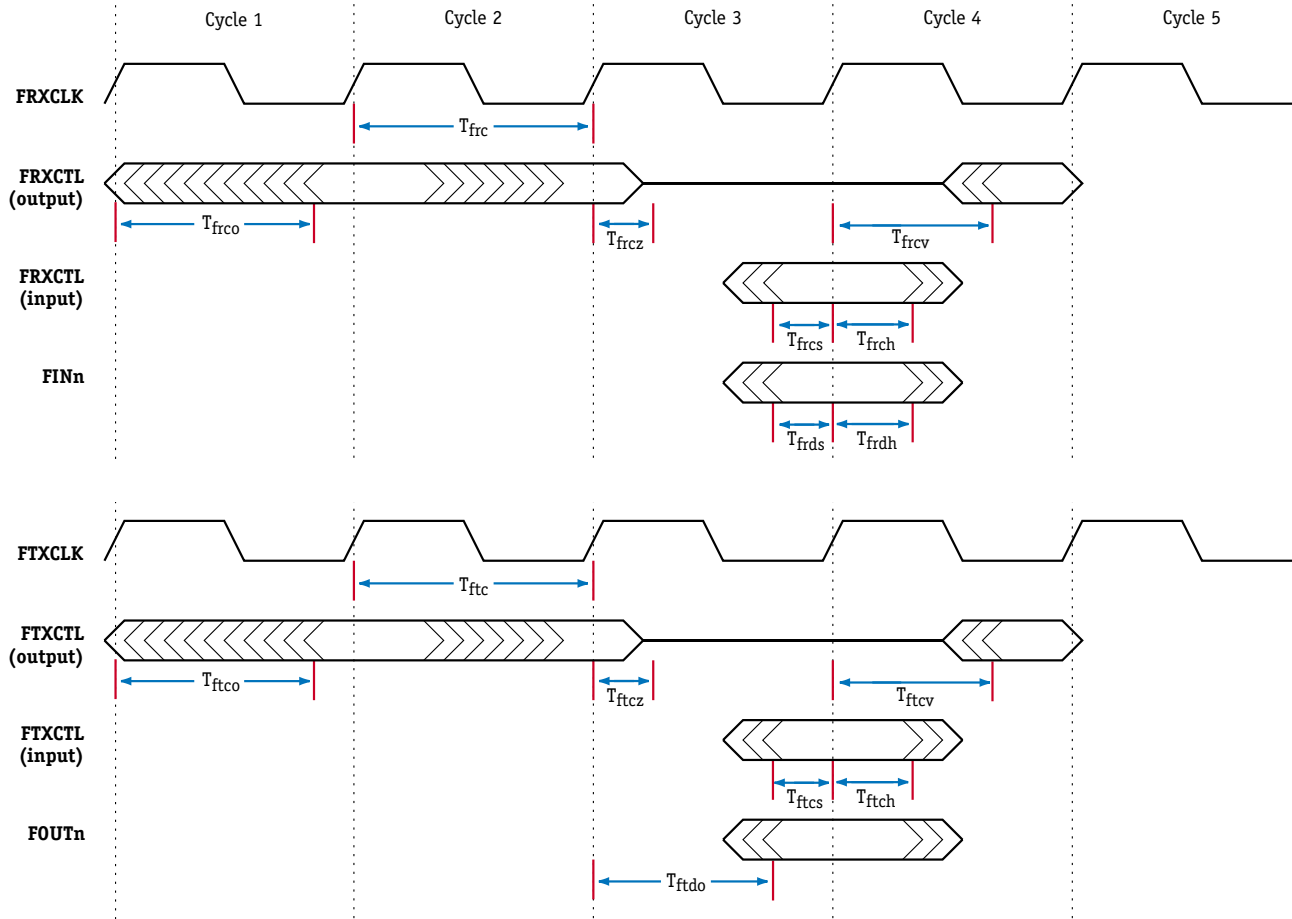 Cycle 1 Cycle 2 Cycle 3 Cycle 4 Cycle 5
FRXCLK
Tfrc
FRXCTL
(output)
Tfrco Tfrcz Tfrcv
FRXCTL
(input)
Tfrcs Tfrch
FINn
Tfrds Tfrdh
FTXCLK
Tftc
FTXCTL
(output)
Tftco Tftcz Tftcv
FTXCTL
(input)
Tftcs Tftch
FOUTn
Tftdo